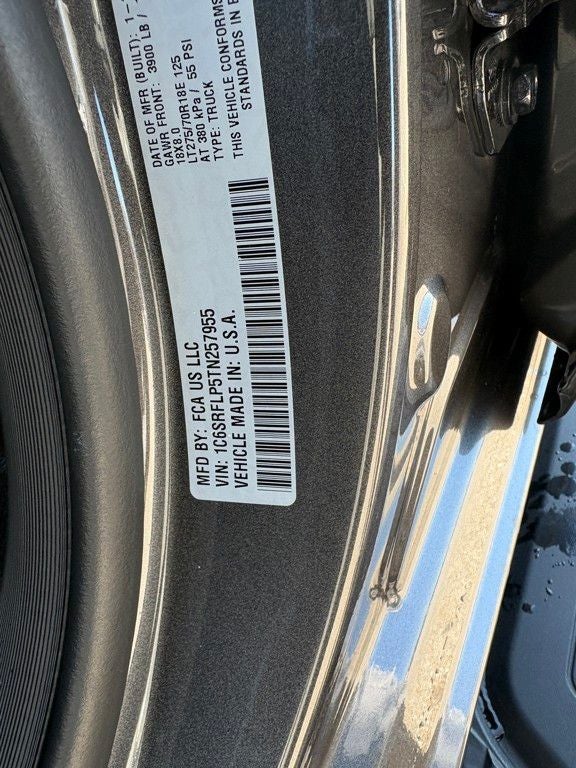 MFD BY: FCA US LLC
VIN: 1C6SRFLP5TN257955
VEHICLE MADE IN: U.S.A.
DATE OF MFR (BUILT): 1-
GAWR FRONT: 3900 LB /
18X8.0
LT275/70R18E 125
AT 380 kPa / 55 PSI
TYPE: TRUCK
THIS VEHICLE CONFORMS
STANDARDS IN